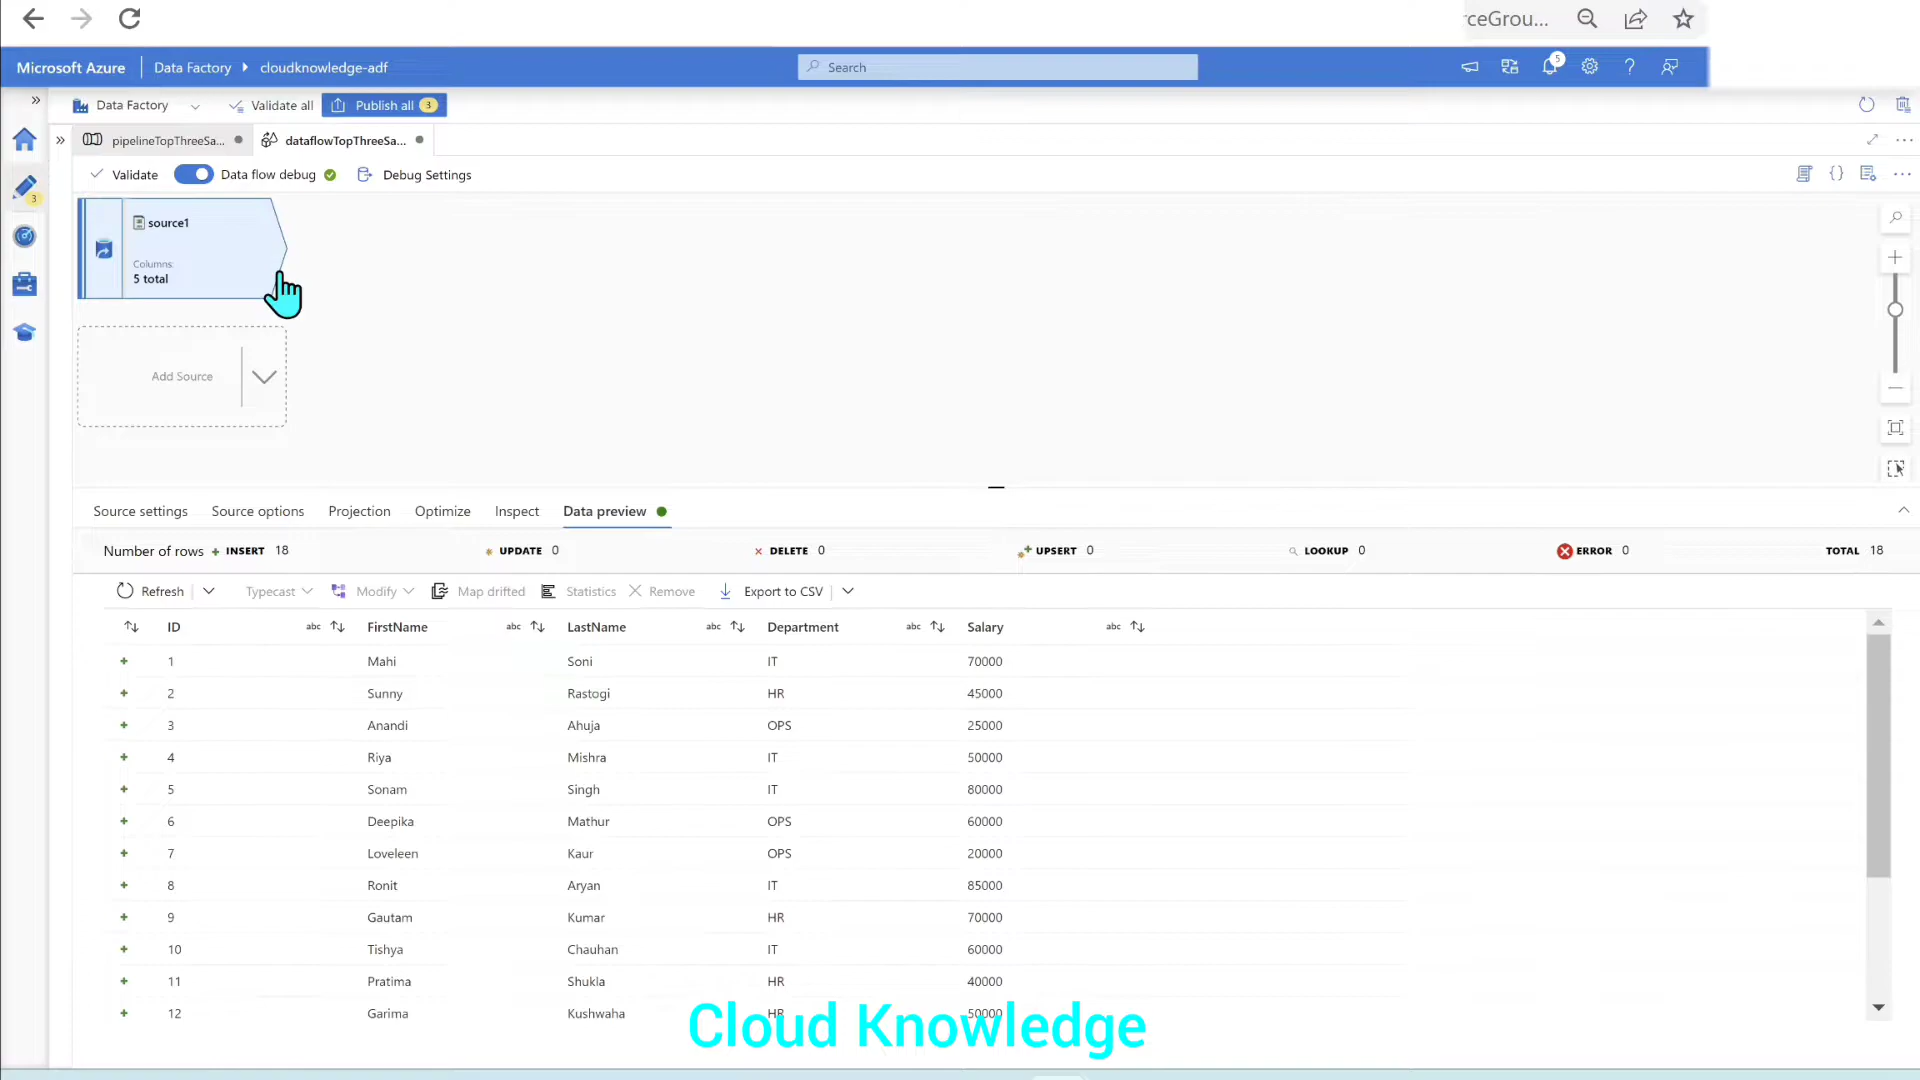 rceGrou...
Microsoft Azure Data Factory cloudknowledge-adf Search 5
Data Factory Validate all Publish all 3
pipelineTopThreeSa... dataflowTopThreeSa...
Validate Data flow debug Debug Settings
3
source1
Columns:
5 total
Add Source
Source settings Source options Projection Optimize Inspect Data preview
Number of rows INSERT 18 UPDATE 0 DELETE 0 UPSERT 0 LOOKUP 0 ERROR 0 TOTAL 18
Refresh Typecast Modify Map drifted Statistics Remove Export to CSV
ID abc FirstName abc LastName abc Department abc Salary abc
1 Mahi Soni IT 70000
2 Sunny Rastogi HR 45000
3 Anandi Ahuja OPS 25000
4 Riya Mishra IT 50000
5 Sonam Singh IT 80000
6 Deepika Mathur OPS 60000
7 Loveleen Kaur OPS 20000
8 Ronit Aryan IT 85000
9 Gautam Kumar HR 70000
10 Tishya Chauhan IT 60000
11 Pratima Shukla HR 40000
12 Garima Kushwaha HR 50000
Cloud Knowledge